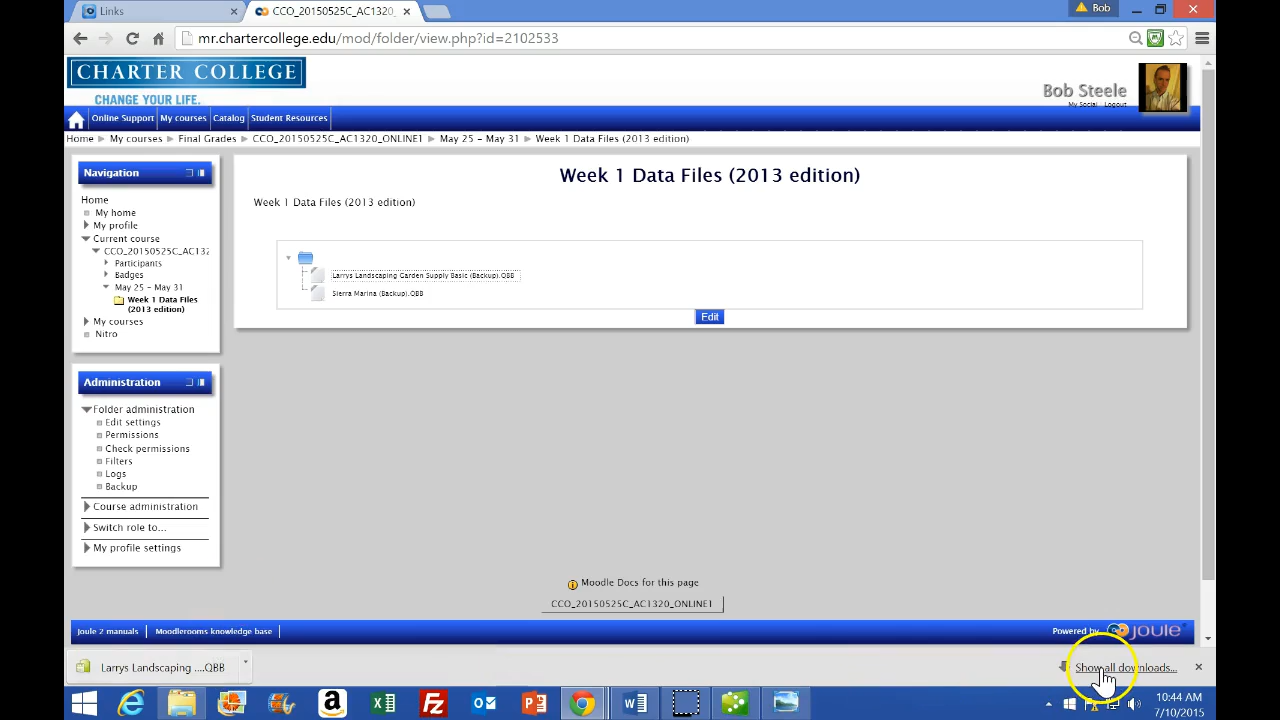 Links
CCO_20150525C_AC1320_
Bob
mr.chartercollege.edu/mod/folder/view.php?id=2102533
CHARTER COLLEGE
CHANGE YOUR LIFE.
Bob Steele
My Social Logout
Online Support My courses Catalog Student Resources
Home My courses Final Grades CCO_20150525C_AC1320_ONLINE1 May 25 - May 31 Week 1 Data Files (2013 edition)
Navigation
Home
My home
My profile
Current course
CCO_20150525C_AC132
Participants
Badges
May 25 - May 31
Week 1 Data Files
(2013 edition)
My courses
Nitro
Administration
Folder administration
Edit settings
Permissions
Check permissions
Filters
Logs
Backup
Course administration
Switch role to...
My profile settings
Week 1 Data Files (2013 edition)
Week 1 Data Files (2013 edition)
Larrys Landscaping Garden Supply Basic (Backup).QBB
Sierra Marina (Backup).QBB
Edit
Moodle Docs for this page
CCO_20150525C_AC1320_ONLINE1
Joule 2 manuals Moodlerooms knowledge base
Powered by joule
Larrys Landscaping ....QBB
Show all downloads...
10:44 AM
7/10/2015